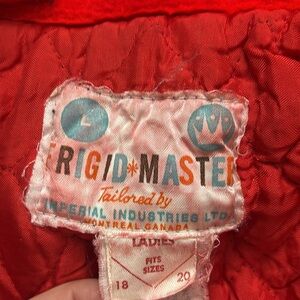 L
FRIGID*MASTER
Tailored by
IMPERIAL INDUSTRIES LTD.
MONTREAL CANADA
LADIES
FITS
SIZES
18 20